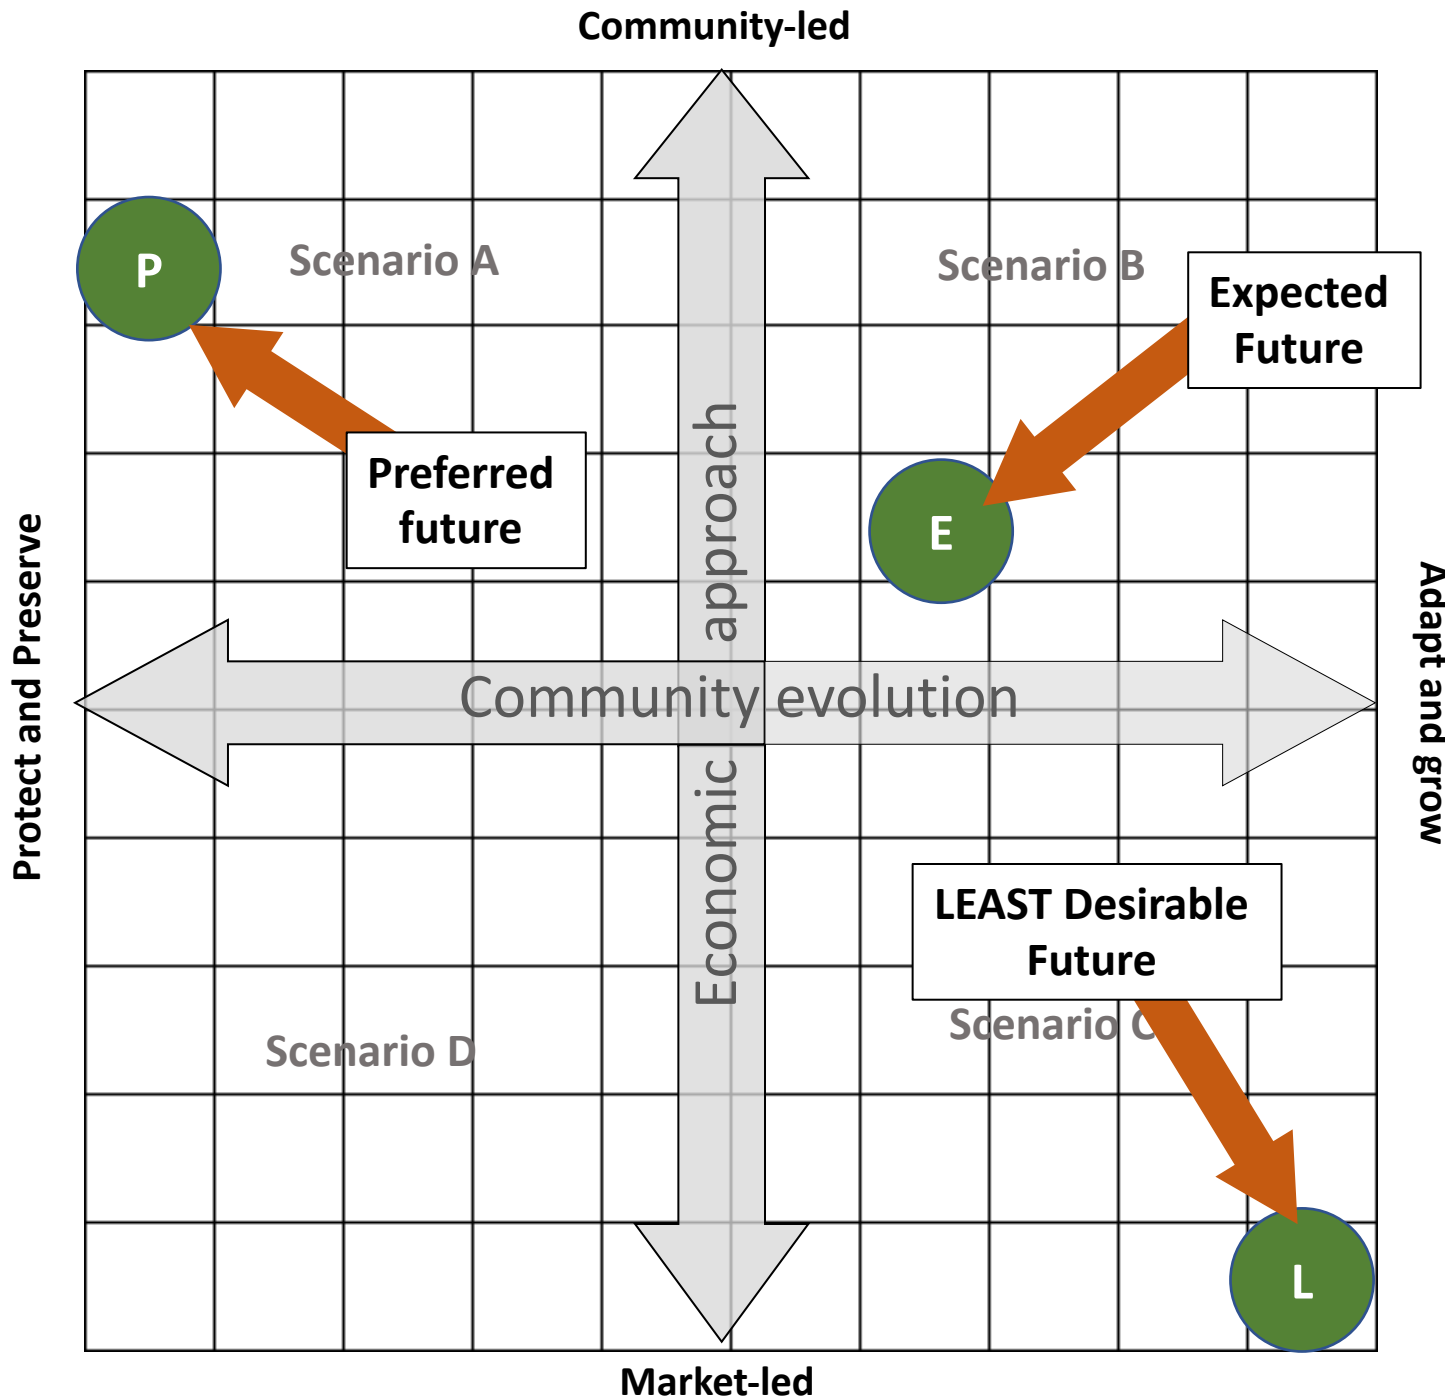 Community-led
Scenario A
Scenario B
P
Expected
Future
Preferred
future
E
approach
Protect and Preserve
Community evolution
Adapt and grow
Economic
LEAST Desirable
Future
Scenario C
Scenario D
L
Market-led